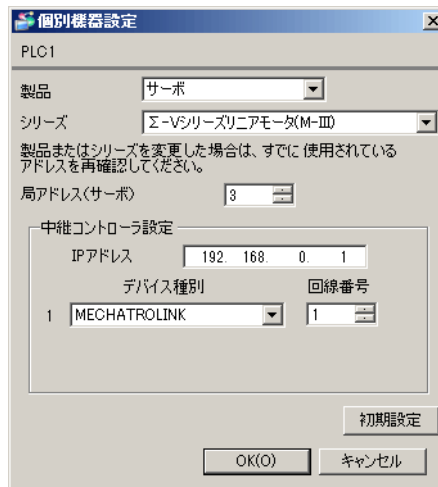 個別機器設定
PLC1
製品 サーボ
シリーズ Σ-Vシリーズリニアモータ(M-Ⅲ)
製品またはシリーズを変更した場合は、すでに使用されている
アドレスを再確認してください。
局アドレス(サーボ) 3
中継コントローラ設定
IPアドレス 192. 168. 0. 1
デバイス種別 回線番号
1 MECHATROLINK 1
初期設定
OK(O) キャンセル